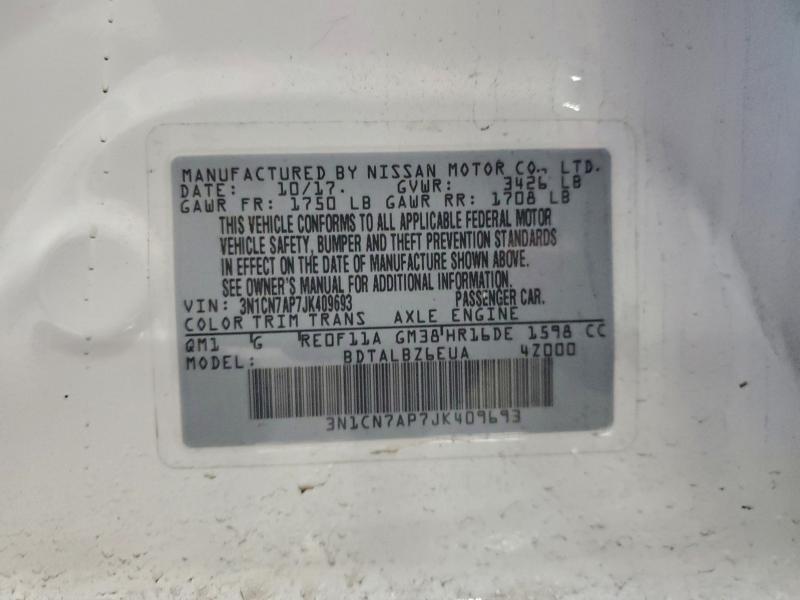 MANUFACTURED BY NISSAN MOTOR CO., LTD.
DATE: 10/17. GVWR: 3426 LB
GAWR FR: 1750 LB GAWR RR: 1708 LB
THIS VEHICLE CONFORMS TO ALL APPLICABLE FEDERAL MOTOR
VEHICLE SAFETY, BUMPER AND THEFT PREVENTION STANDARDS
IN EFFECT ON THE DATE OF MANUFACTURE SHOWN ABOVE.
SEE OWNER'S MANUAL FOR ADDITIONAL INFORMATION.
VIN: 3N1CN7AP7JK409693 PASSENGER CAR.
COLOR TRIM TRANS AXLE ENGINE
QM1 G RE0F11A GM38 HR16DE 1598 CC
MODEL: BDTALBZ6EUA 4Z000
3N1CN7AP7JK409693